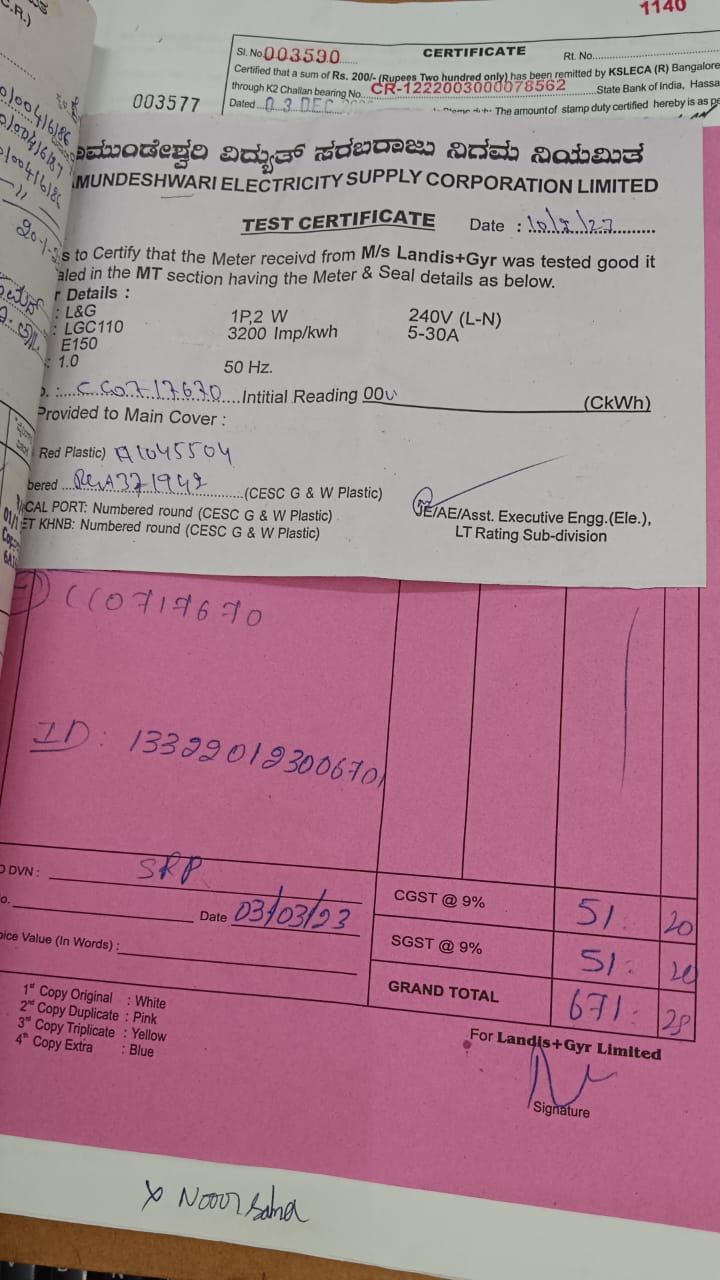 C.R.)
1140
Sl. No. 003590 CERTIFICATE Rt. No.
Certified that a sum of Rs. 200/- (Rupees Two hundred only) has been remitted by KSLECA (R) Bangalore
through K2 Challan bearing No. CR-1222003000078562 State Bank of India, Hassa
003577
Dated 03 DEC The amount of stamp duty certified hereby is as pe
ಾಮುಂಡೇಶ್ವರಿ ವಿದ್ಯುತ್ ಸರಬರಾಜು ನಿಗಮ ನಿಯಮಿತ
AMUNDESHWARI ELECTRICITY SUPPLY CORPORATION LIMITED
TEST CERTIFICATE Date :
s to Certify that the Meter receivd from M/s Landis+Gyr was tested good it
aled in the MT section having the Meter & Seal details as below.
r Details :
: L&G 1P,2 W 240V (L-N)
: LGC110 3200 Imp/kwh 5-30A
E150
: 1.0 50 Hz.
o. : CC0717670 Intitial Reading 00 (CkWh)
Provided to Main Cover :
Red Plastic) A1045504
bered (CESC G & W Plastic)
CAL PORT: Numbered round (CESC G & W Plastic)
ET KHNB: Numbered round (CESC G & W Plastic)
JE/AE/Asst. Executive Engg.(Ele.),
LT Rating Sub-division
CC0717670
ID: 13322012300670
O DVN : SRP
o. Date 03/03/23
oice Value (In Words) :
CGST @ 9% 51. 20
SGST @ 9% 51. 20
GRAND TOTAL 671. 28
1st Copy Original : White
2nd Copy Duplicate : Pink
3rd Copy Triplicate : Yellow
4th Copy Extra : Blue
For Landis+Gyr Limited
Signature
x Noor